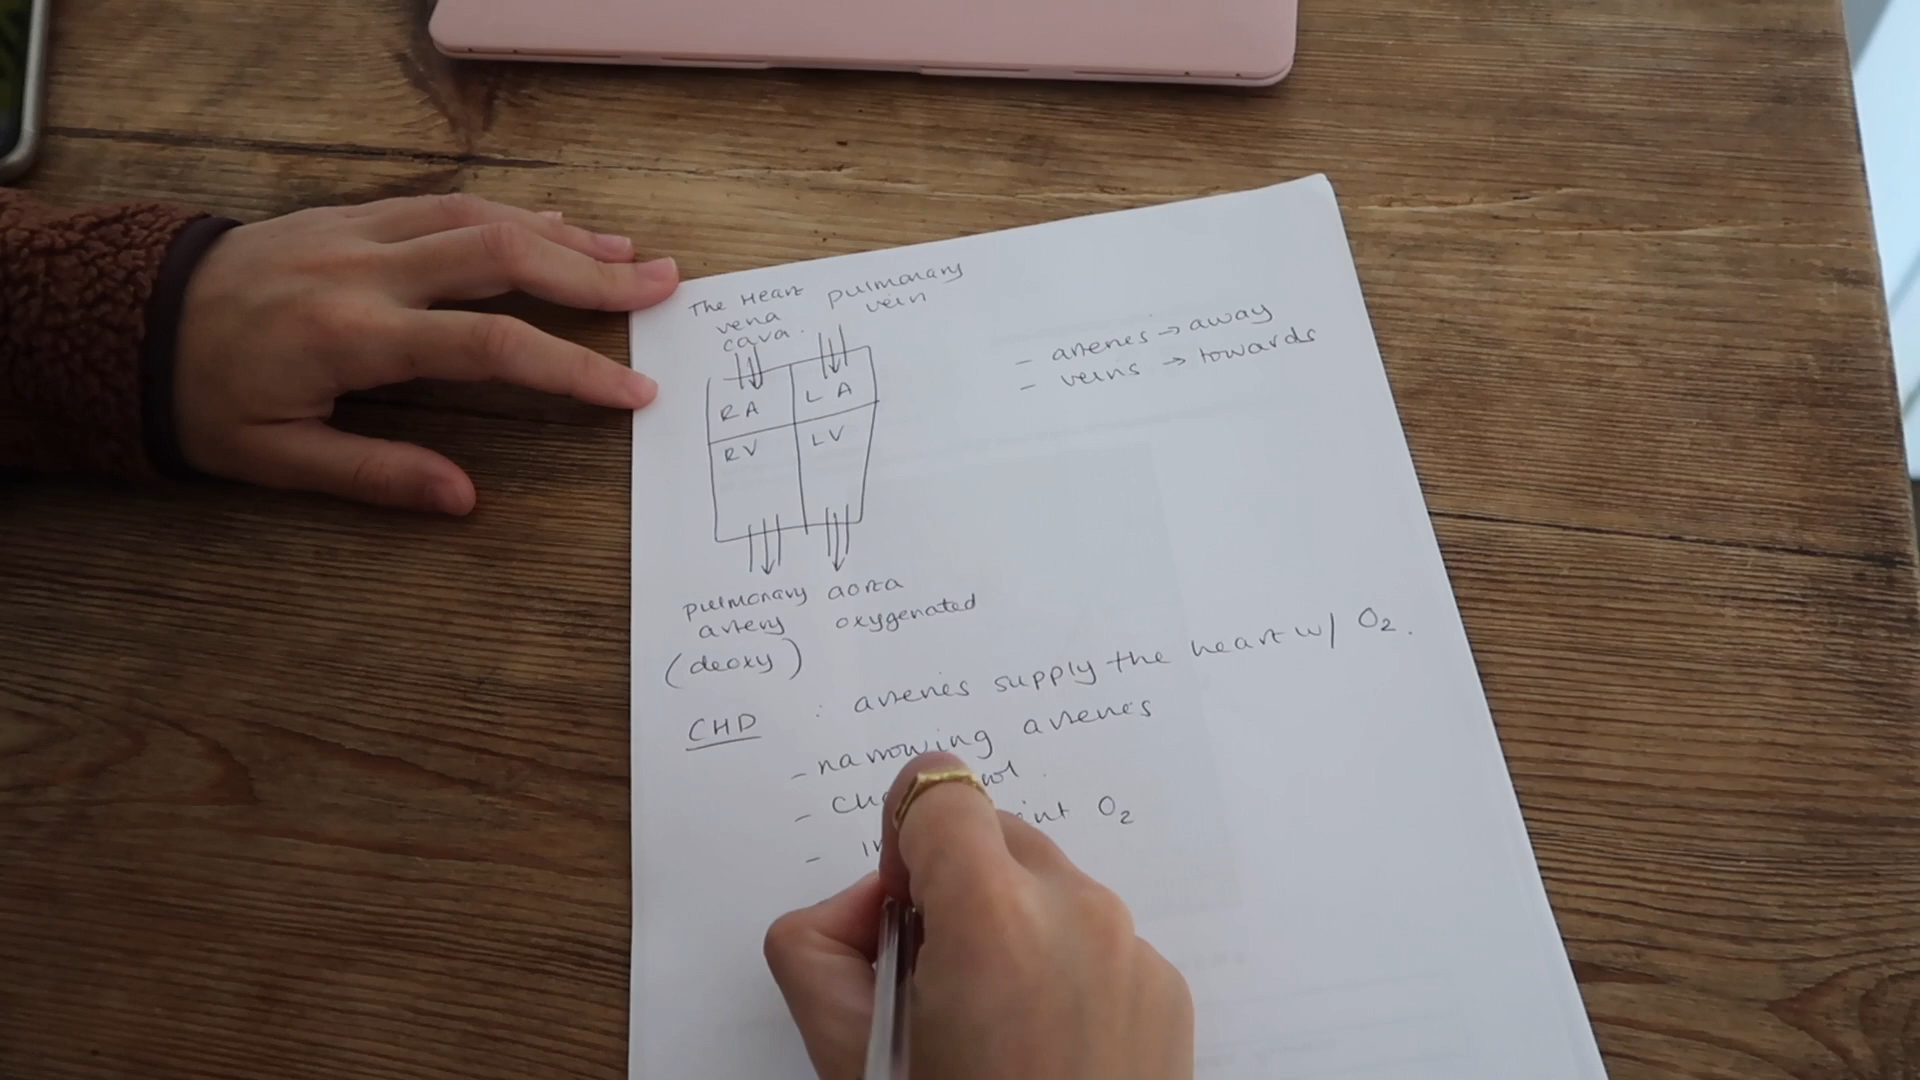 The Heart
vena
cava.
pulmonary
vein
- arteries → away
- veins → towards
RA
LA
RV
LV
pulmonary
artery
(deoxy)
aorta
oxygenated
CHD : arteries supply the heart w/ O2.
- narrowing arteries
-
- O2